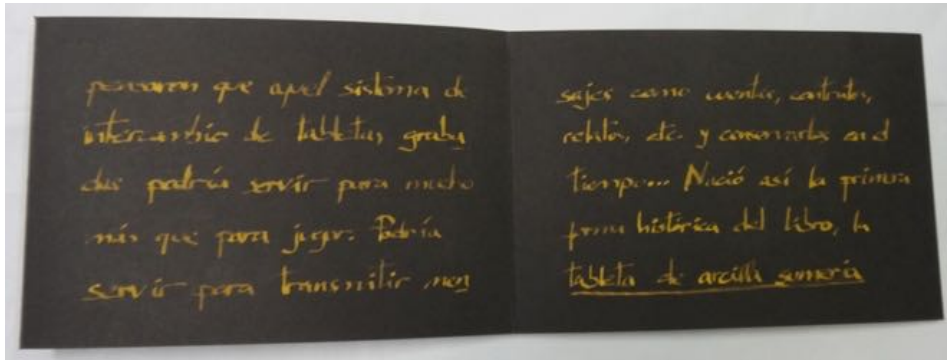 pensaron que aquel sistema de
intercambio de tabletas graba
das podría servir para mucho
más que para jugar. Podría
servir para transmitir men
sajes como cuentos, contratos,
relatos, etc. y conservarlos en el
tiempo... Nació así la primera
forma histórica del libro, la
tableta de arcilla sumeria